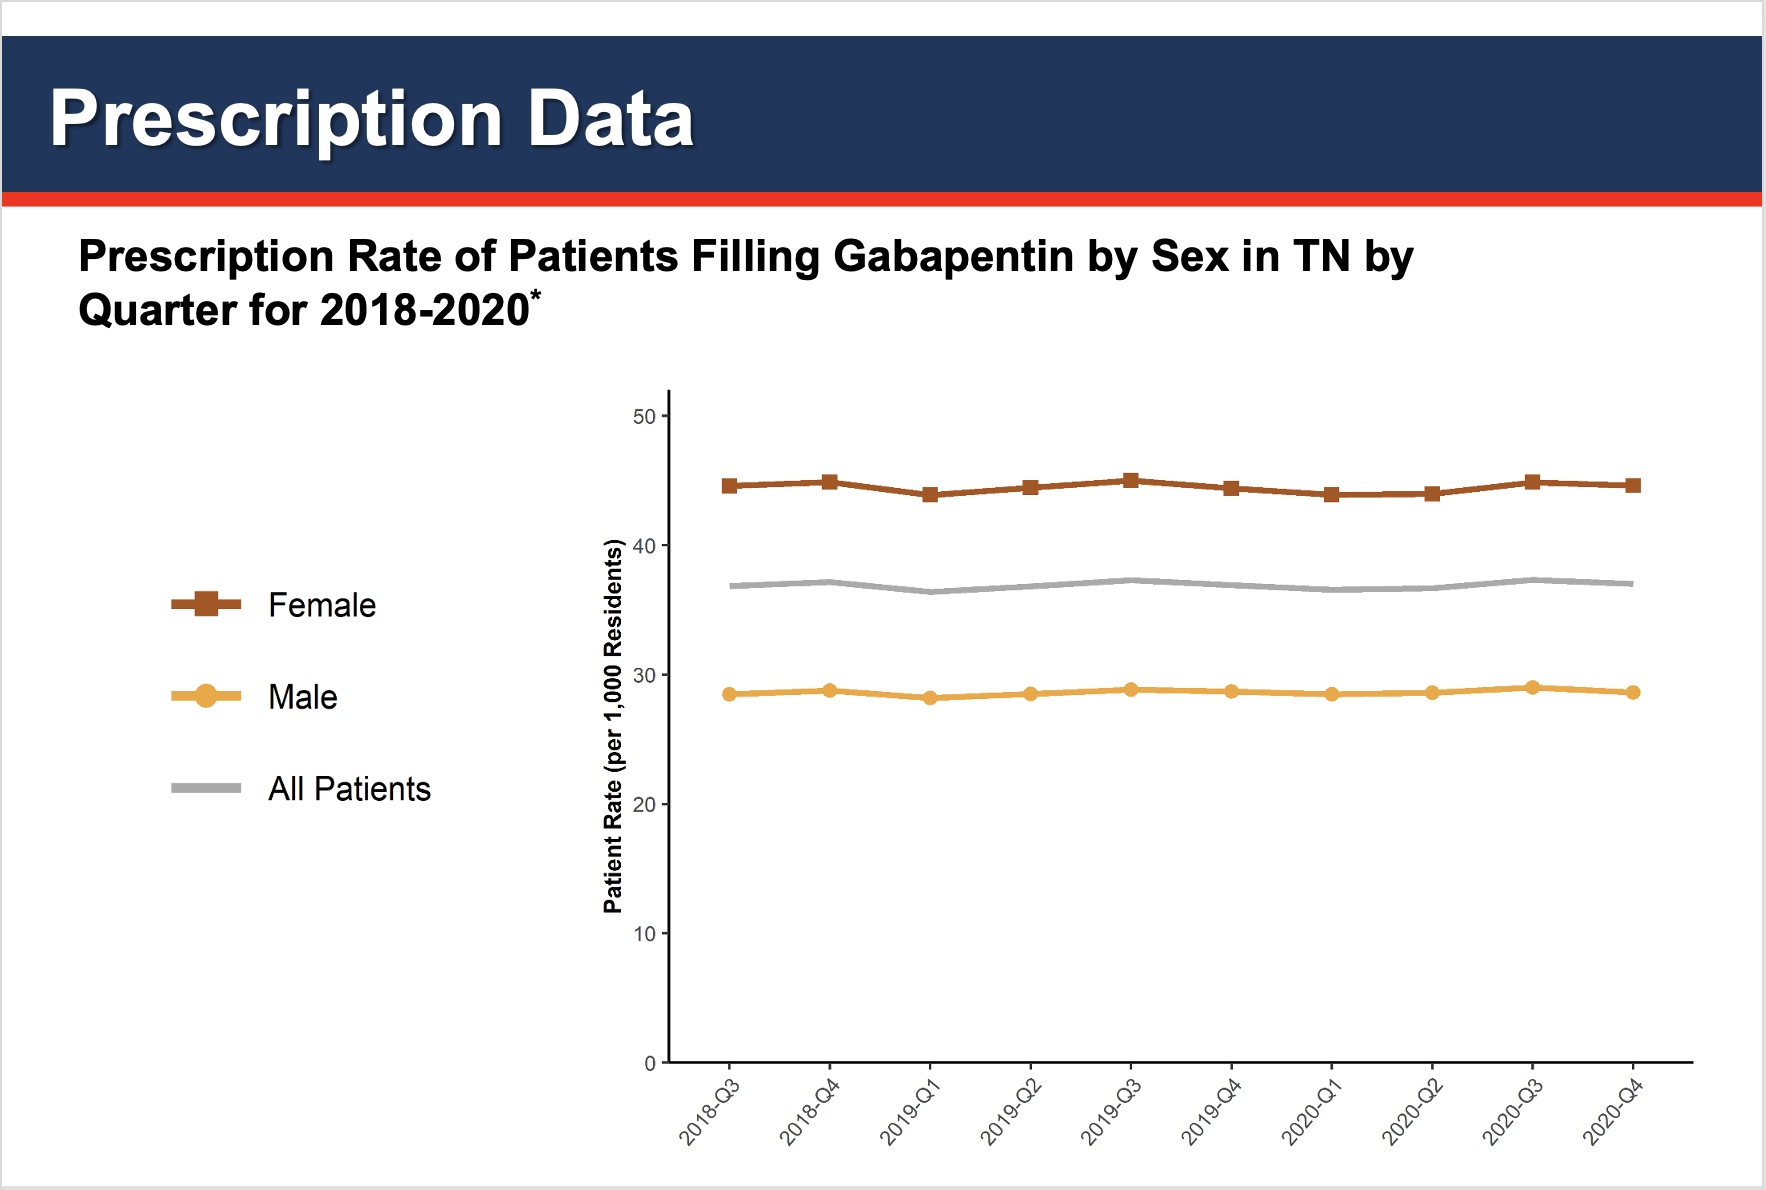 Prescription Data
Prescription Rate of Patients Filling Gabapentin by Sex in TN by
Quarter for 2018-2020*
Female
Male
All Patients
Patient Rate (per 1,000 Residents)
50
40
30
20
10
0
2018-Q3
2018-Q4
2019-Q1
2019-Q2
2019-Q3
2019-Q4
2020-Q1
2020-Q2
2020-Q3
2020-Q4